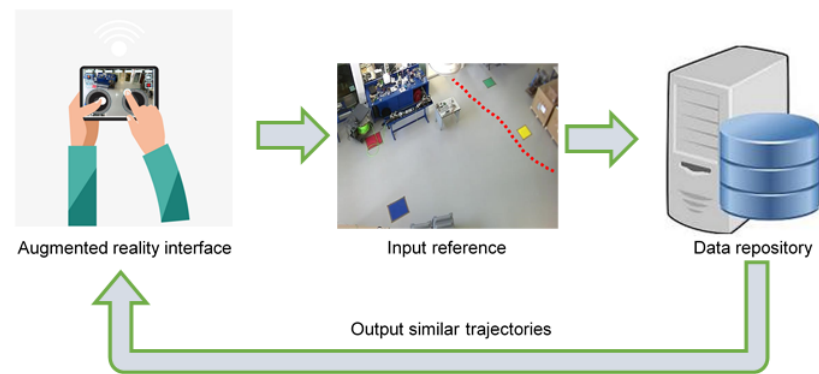 Augmented reality interface
Input reference
Data repository
Output similar trajectories